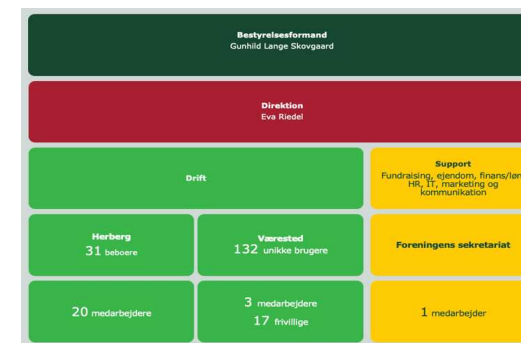 Bestyrelsesformand
Gunhild Lange Skovgaard
Direktion
Eva Riedel
Drift
Support
Fundraising, ejendom, finans/løn
HR, IT, marketing og
kommunikation
Herberg
31 beboere
Værested
132 unikke brugere
Foreningens sekretariat
20 medarbejdere
3 medarbejdere
17 frivillige
1 medarbejder